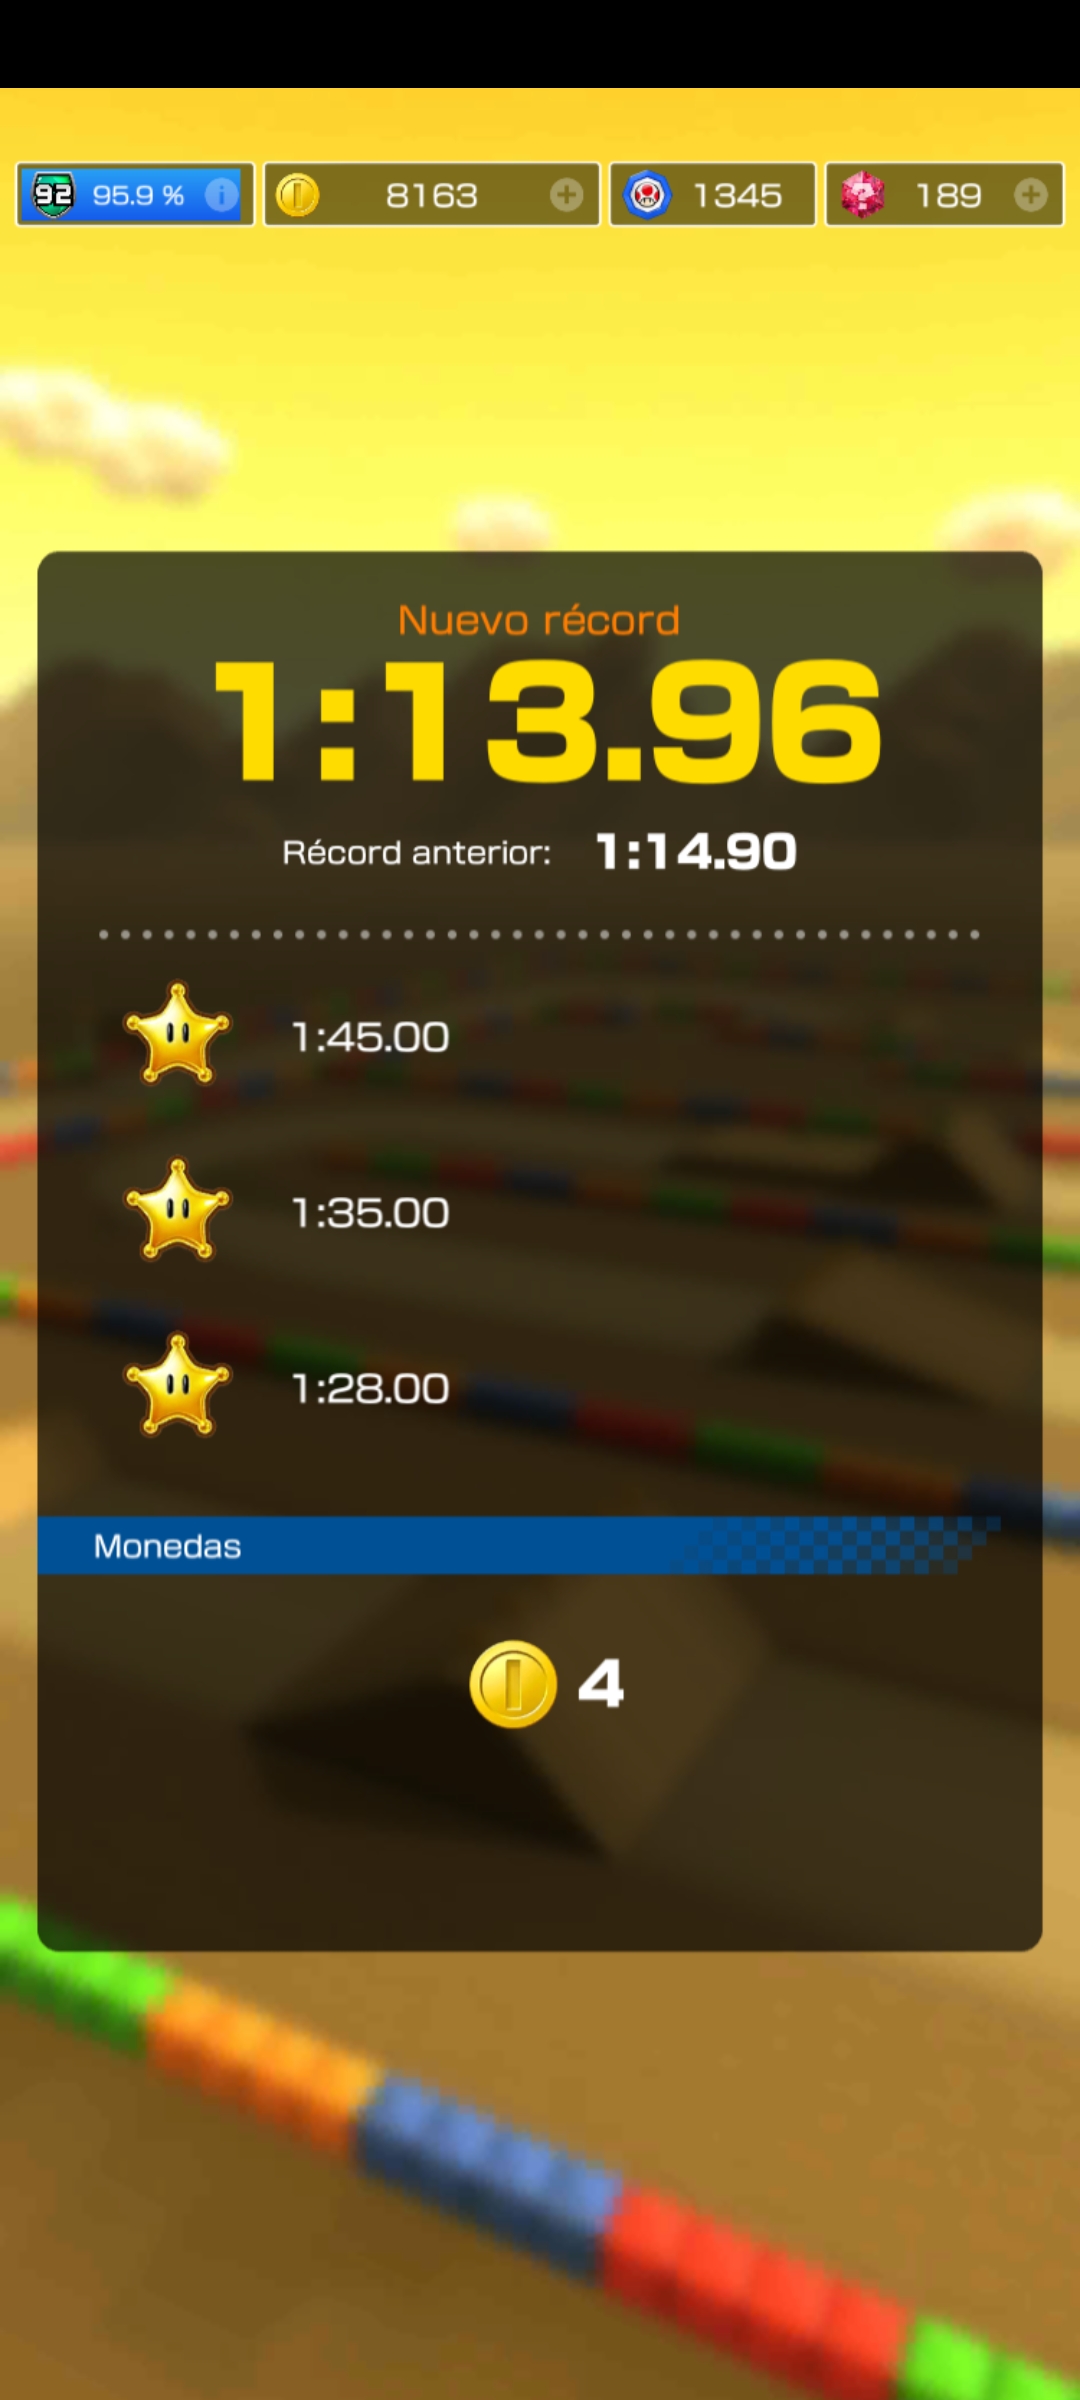 92 95.9 % i 8163 + 1345 189 +
Nuevo récord
1:13.96
Récord anterior: 1:14.90
1:45.00
1:35.00
1:28.00
Monedas
4